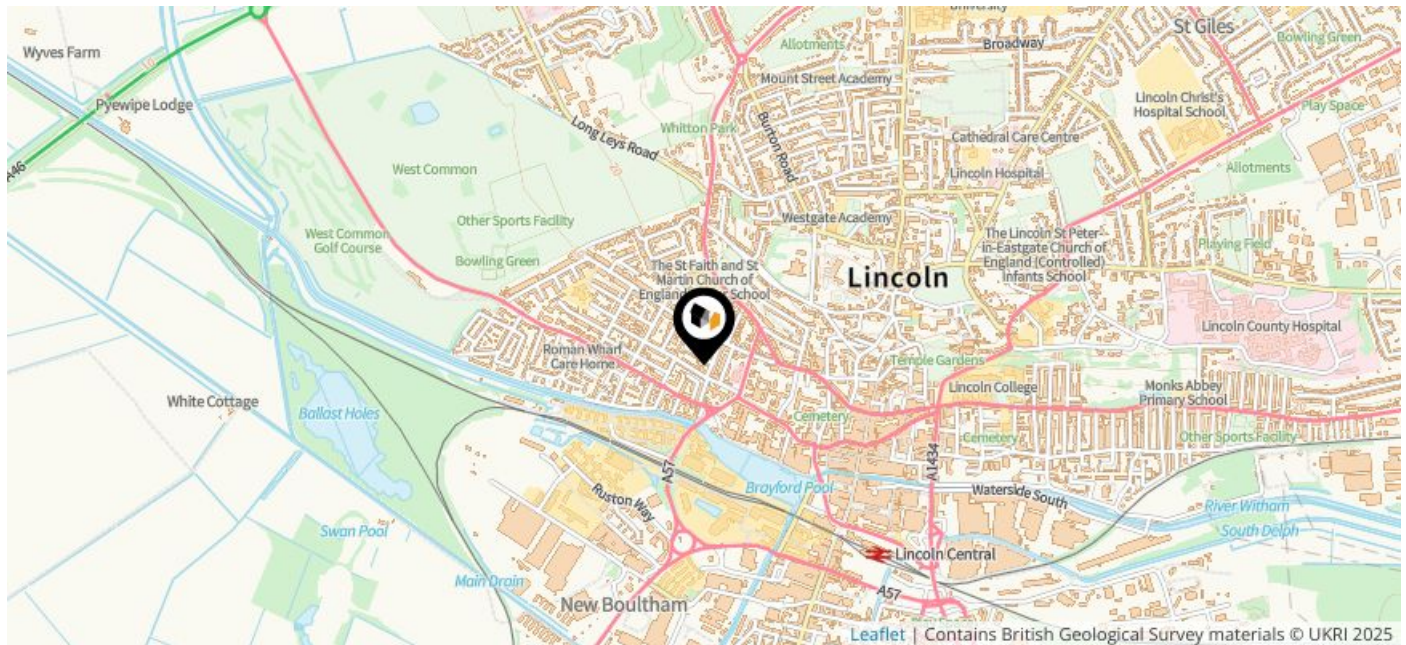 University
Wyves Farm
St Giles
Bowling Green
Allotments
Broadway
Mount Street Academy
Pyewipe Lodge
Lincoln Christ's
Hospital School
Play Space
Long Leys Road
Whitton Park
Burton Road
Cathedral Care Centre
A46
West Common
Lincoln Hospital
Allotments
Other Sports Facility
Westgate Academy
West Common
Golf Course
The Lincoln St Peter-
in-Eastgate Church of
England (Controlled)
Infants School
Playing Field
Bowling Green
The St Faith and St
Martin Church of
School
Lincoln
Lincoln County Hospital
Roman Wharf
Care Home
Temple Gardens
Lincoln College
Monks Abbey
Primary School
White Cottage
Ballast Holes
Cemetery
Cemetery
Other Sports Facility
A57
A1434
Brayford Pool
Waterside South
Ruston Way
River Witham
Swan Pool
South Delph
Lincoln Central
Main Drain
A57
New Boultham
Leaflet | Contains British Geological Survey materials © UKRI 2025